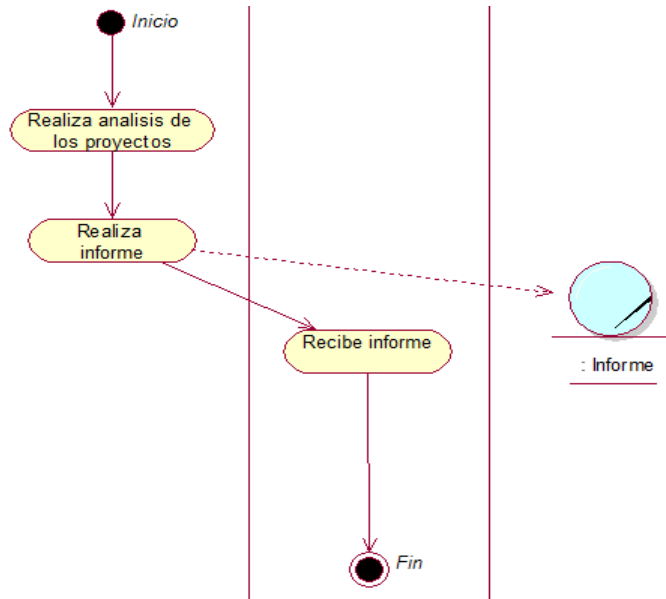 Inicio
Realiza analisis de
los proyectos
Realiza
informe
Recibe informe
: Informe
Fin